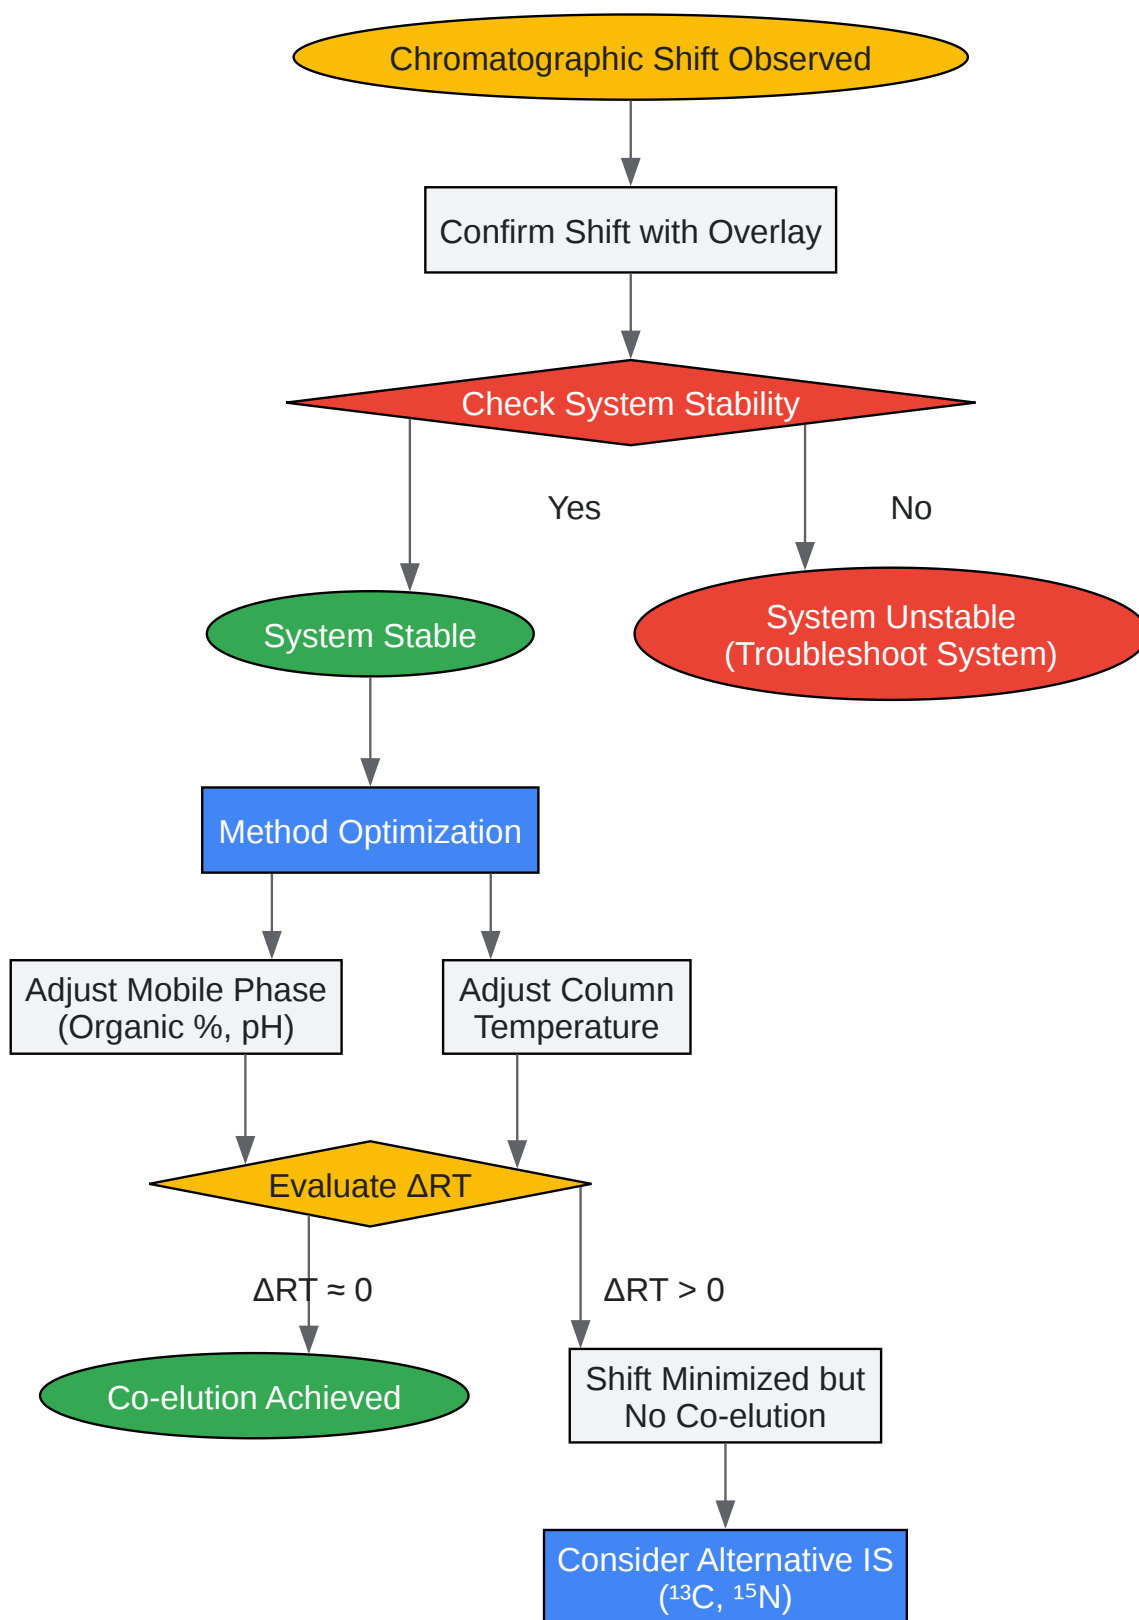 Chromatographic Shift Observed
Confirm Shift with Overlay
Check System Stability
Yes
No
System Stable
System Unstable
(Troubleshoot System)
Method Optimization
Adjust Mobile Phase
(Organic %, pH)
Adjust Column
Temperature
Evaluate ΔRT
ΔRT ≈ 0
ΔRT > 0
Co-elution Achieved
Shift Minimized but
No Co-elution
Consider Alternative IS
(¹³C, ¹⁵N)